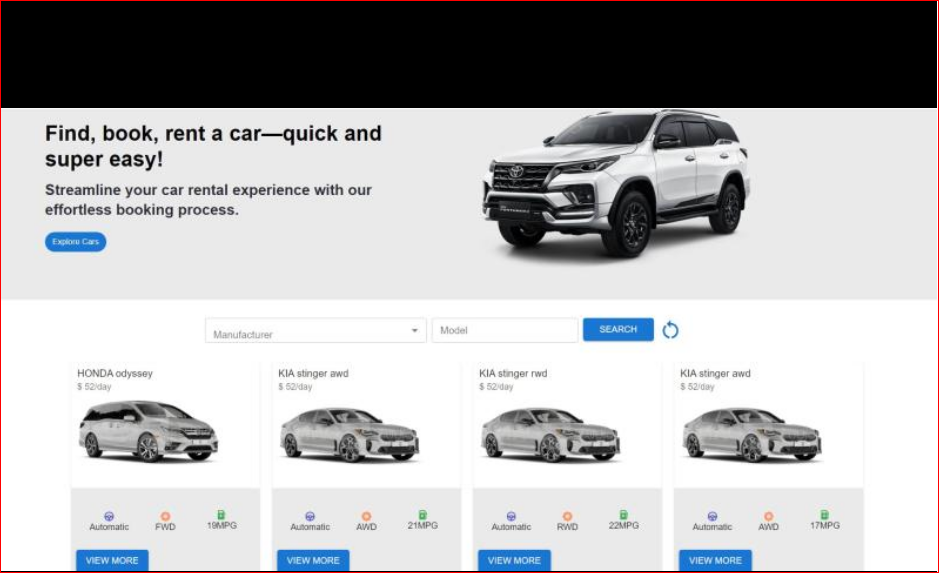 Find, book, rent a car—quick and
super easy!
Streamline your car rental experience with our
effortless booking process.
Explore Cars
Manufacturer
Model
SEARCH
HONDA odyssey
$ 52/day
Automatic
FWD
19MPG
VIEW MORE
KIA stinger awd
$ 52/day
Automatic
AWD
21MPG
VIEW MORE
KIA stinger rwd
$ 52/day
Automatic
RWD
22MPG
VIEW MORE
KIA stinger awd
$ 52/day
Automatic
AWD
17MPG
VIEW MORE